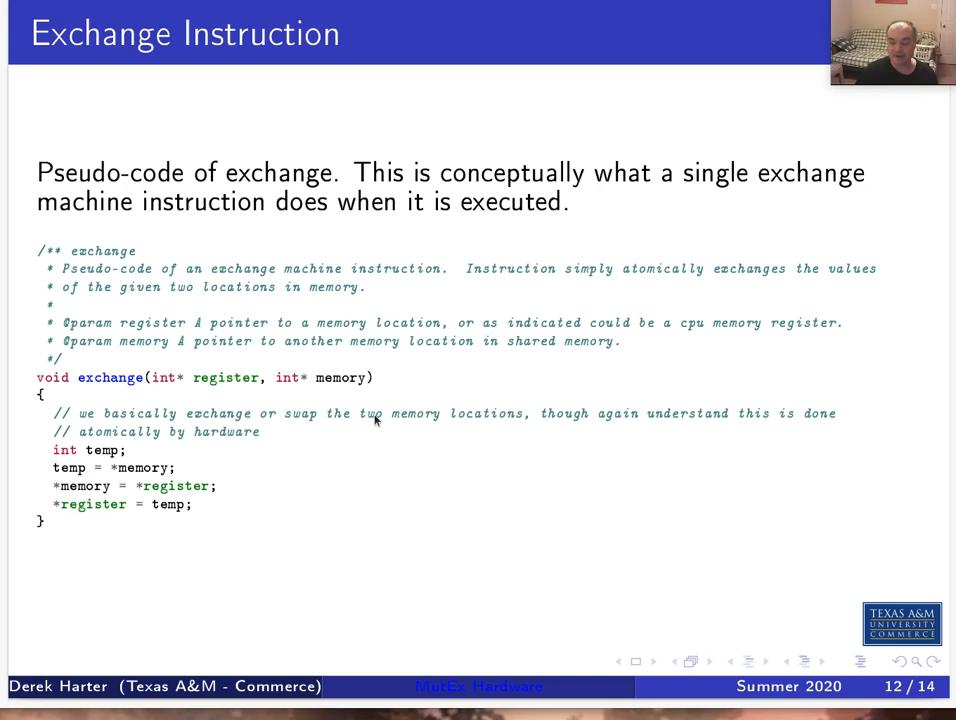 Exchange Instruction
Pseudo-code of exchange. This is conceptually what a single exchange
machine instruction does when it is executed.
/** exchange
 * Pseudo-code of an exchange machine instruction.  Instruction simply atomically exchanges the values
 * of the given two locations in memory.
 *
 * @param register A pointer to a memory location, or as indicated could be a cpu memory register.
 * @param memory A pointer to another memory location in shared memory.
 */
void exchange(int* register, int* memory)
{
  // we basically exchange or swap the two memory locations, though again understand this is done
  // atomically by hardware
  int temp;
  temp = *memory;
  *memory = *register;
  *register = temp;
}
TEXAS A&M
UNIVERSITY
COMMERCE
Derek Harter (Texas A&M - Commerce) MutEx Hardware Summer 2020 12 / 14